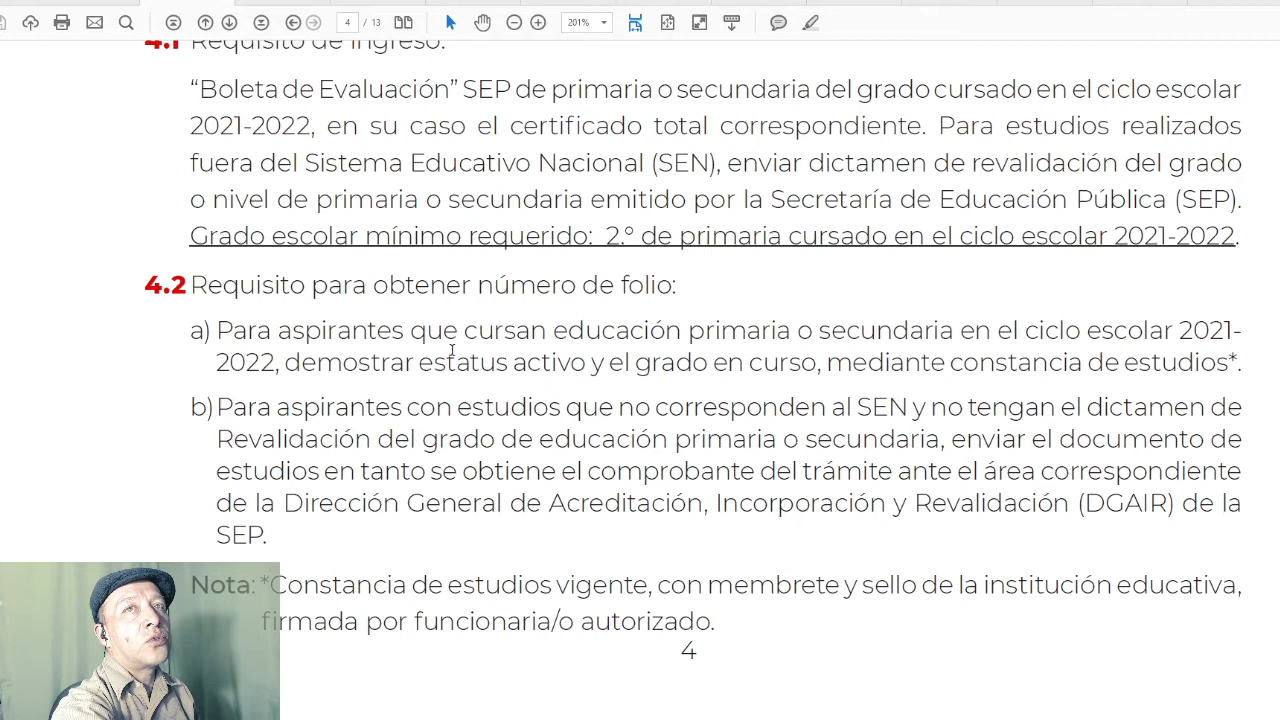 4 / 13
201%
4.1 Requisito de ingreso:
“Boleta de Evaluación” SEP de primaria o secundaria del grado cursado en el ciclo escolar
2021-2022, en su caso el certificado total correspondiente. Para estudios realizados
fuera del Sistema Educativo Nacional (SEN), enviar dictamen de revalidación del grado
o nivel de primaria o secundaria emitido por la Secretaría de Educación Pública (SEP).
Grado escolar mínimo requerido: 2.° de primaria cursado en el ciclo escolar 2021-2022.
4.2 Requisito para obtener número de folio:
a) Para aspirantes que cursan educación primaria o secundaria en el ciclo escolar 2021-
2022, demostrar estatus activo y el grado en curso, mediante constancia de estudios*.
b) Para aspirantes con estudios que no corresponden al SEN y no tengan el dictamen de
Revalidación del grado de educación primaria o secundaria, enviar el documento de
estudios en tanto se obtiene el comprobante del trámite ante el área correspondiente
de la Dirección General de Acreditación, Incorporación y Revalidación (DGAIR) de la
SEP.
Nota: *Constancia de estudios vigente, con membrete y sello de la institución educativa,
firmada por funcionaria/o autorizado.
4